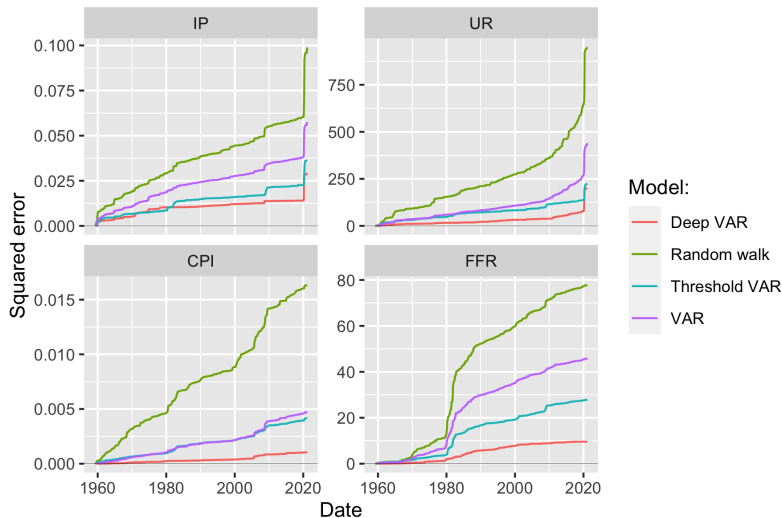 IP
UR
0.100
0.075
0.050
0.025
0.000
750
500
250
0
CPI
FFR
0.015
0.010
0.005
0.000
80
60
40
20
0
1960 1980 2000 2020
1960 1980 2000 2020
Date
Squared error
Model:
Deep VAR
Random walk
Threshold VAR
VAR